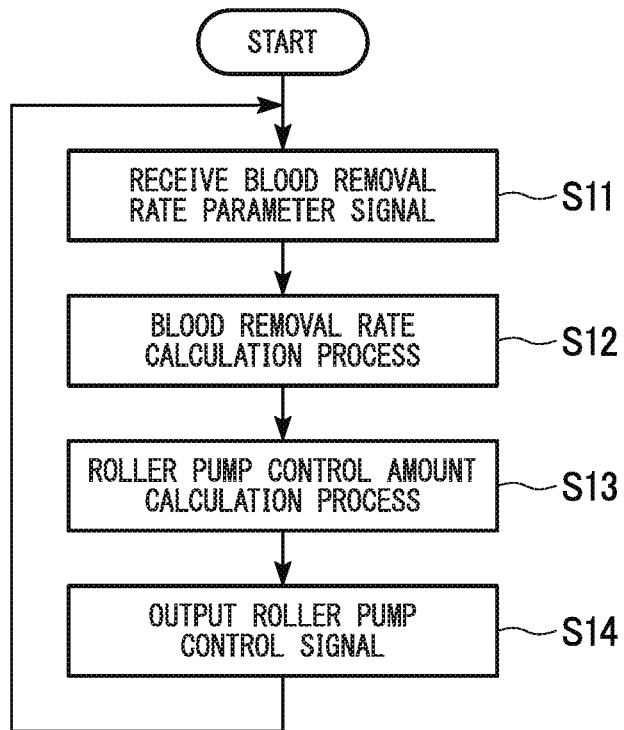 START
RECEIVE BLOOD REMOVAL
RATE PARAMETER SIGNAL
S11
BLOOD REMOVAL RATE
CALCULATION PROCESS
S12
ROLLER PUMP CONTROL AMOUNT
CALCULATION PROCESS
S13
OUTPUT ROLLER PUMP
CONTROL SIGNAL
S14